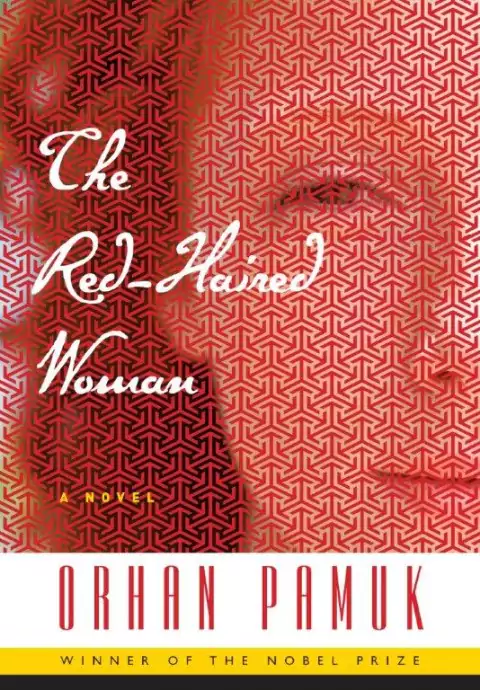 The
Red-Haired
Woman
A NOVEL
ORHAN PAMUK
WINNER OF THE NOBEL PRIZE